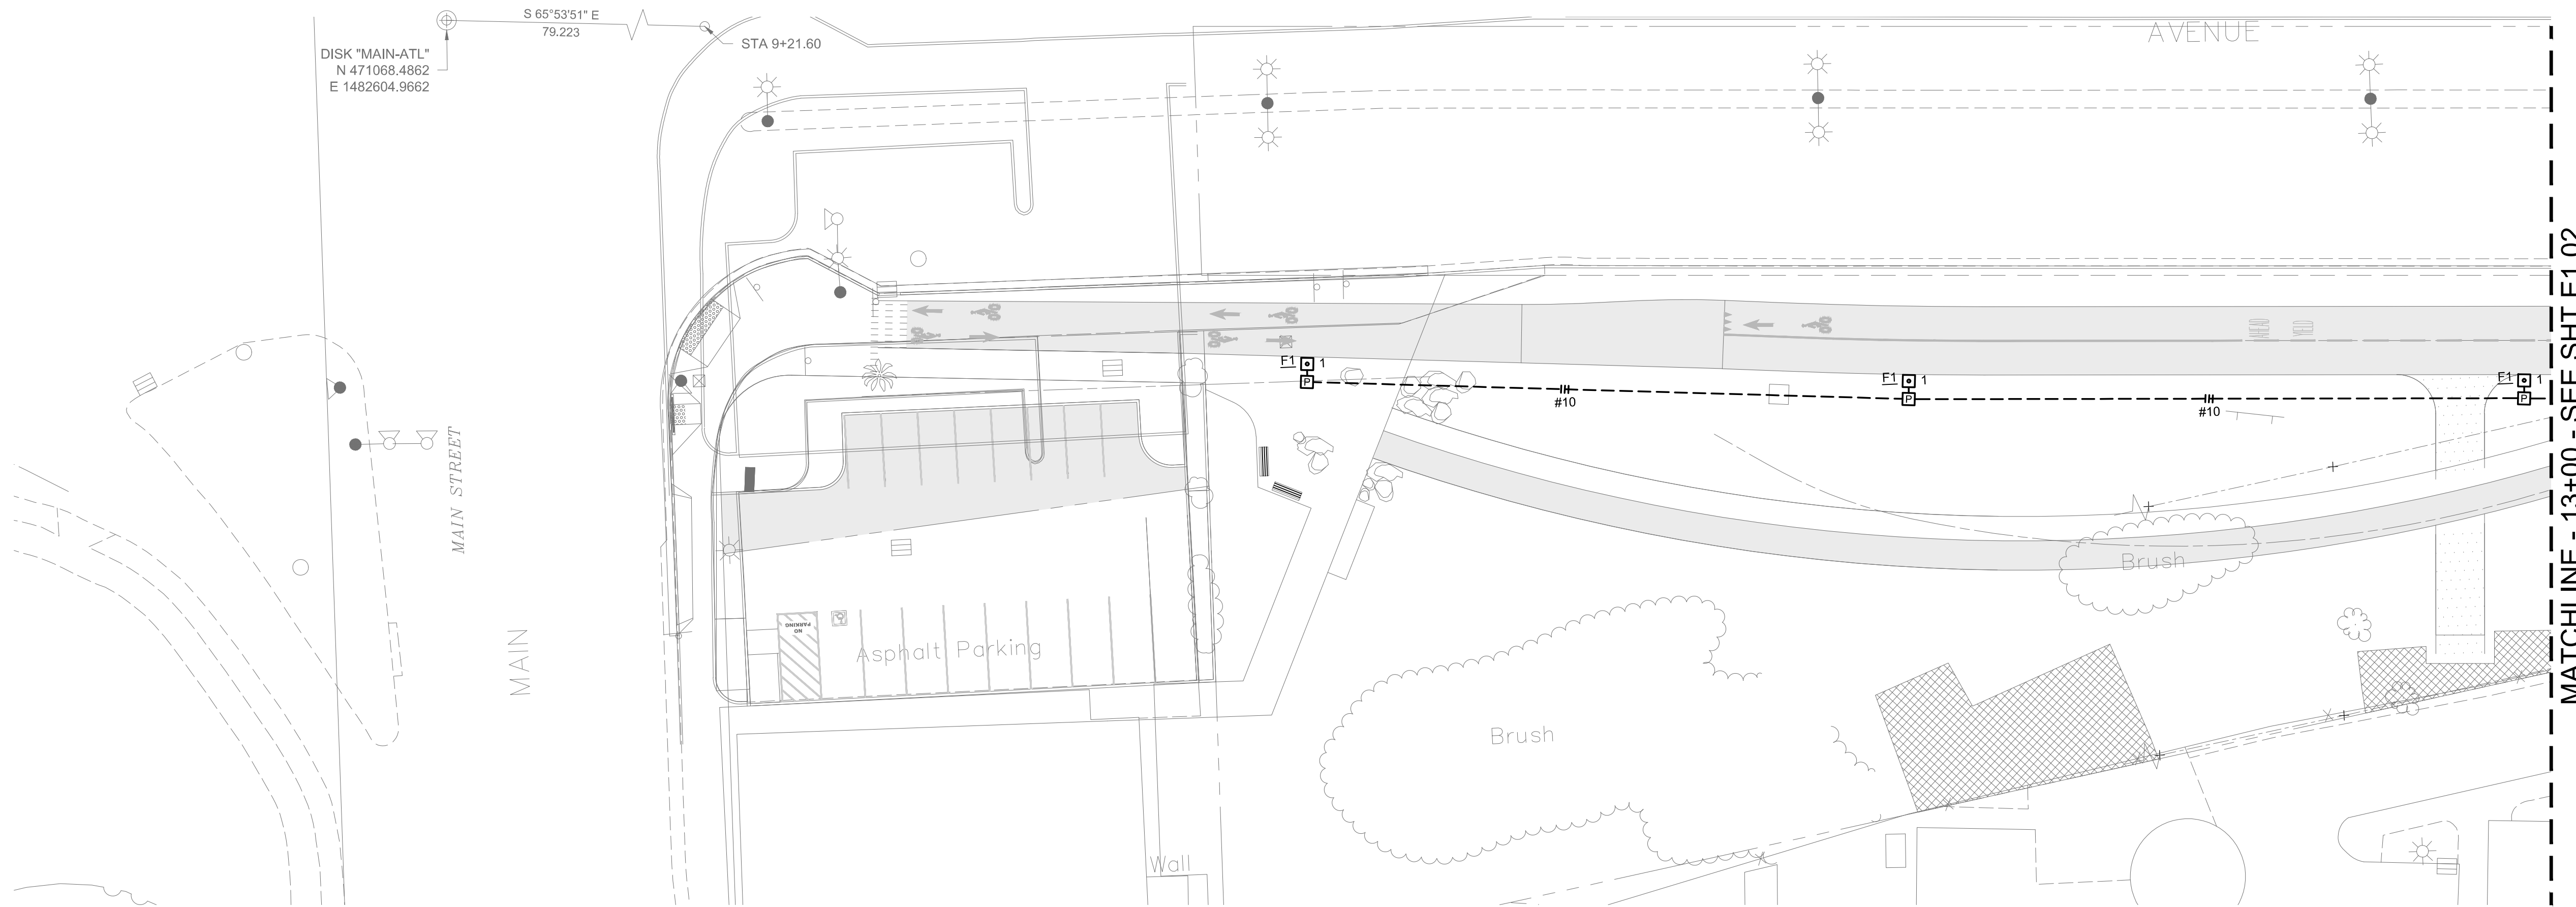 S 65°53'51" E
79.223
DISK "MAIN-ATL"
N 471068.4862
E 1482604.9662
STA 9+21.60
AVENUE
MAIN STREET
MAIN
F1 1
P
#10
F1 1
P
#10
F1 1
P
AHEAD
YIELD
NO
PARKING
Asphalt Parking
Brush
Brush
Wall
MATCHLINE - 13+00 - SEE SHT E1.02